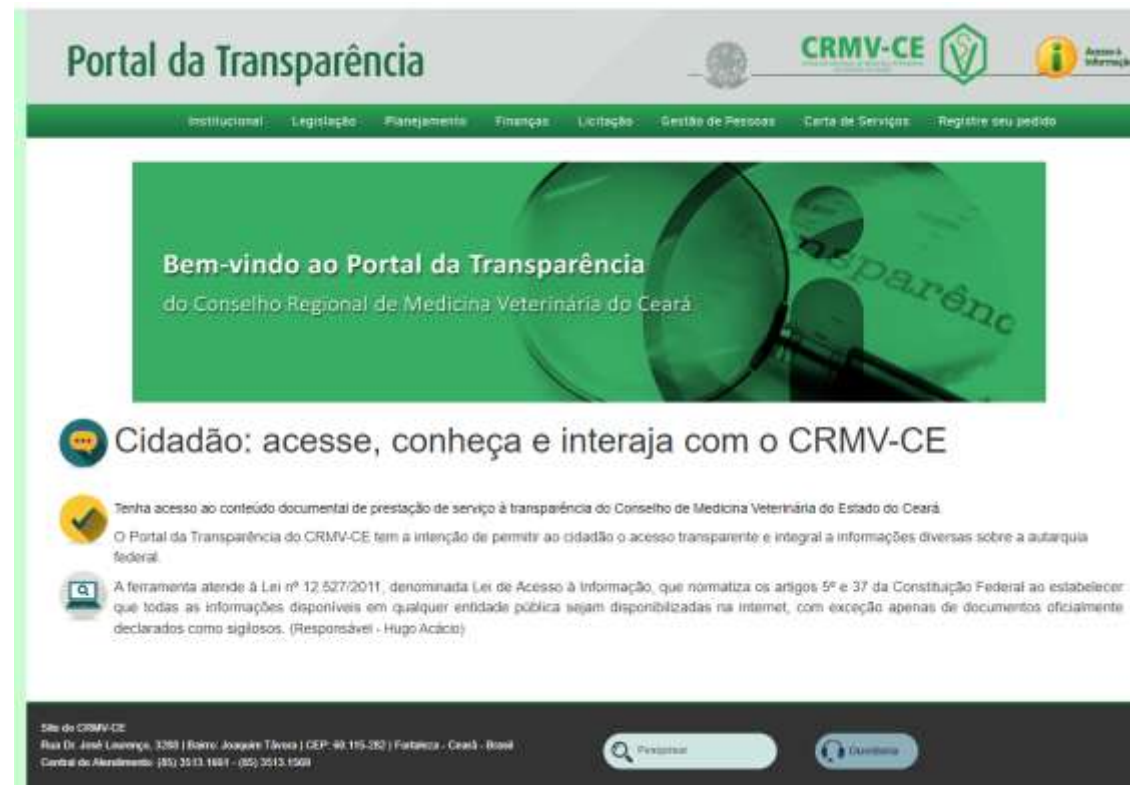 Portal da Transparência
CRMV-CE
Acesso à
Informação
Institucional Legislação Planejamento Finanças Licitação Gestão de Pessoas Carta de Serviços Registre seu pedido
Bem-vindo ao Portal da Transparência
do Conselho Regional de Medicina Veterinária do Ceará
Cidadão: acesse, conheça e interaja com o CRMV-CE
Tenha acesso ao conteúdo documental de prestação de serviço à transparência do Conselho de Medicina Veterinária do Estado do Ceará.
O Portal da Transparência do CRMV-CE tem a intenção de permitir ao cidadão o acesso transparente e integral a informações diversas sobre a autarquia
federal.
A ferramenta atende à Lei nº 12.527/2011, denominada Lei de Acesso à Informação, que normatiza os artigos 5º e 37 da Constituição Federal ao estabelecer
que todas as informações disponíveis em qualquer entidade pública sejam disponibilizadas na internet, com exceção apenas de documentos oficialmente
declarados como sigilosos. (Responsável - Hugo Acácio)
Site do CRMV-CE
Rua Dr. José Lourenço, 3288 | Bairro: Joaquim Távora | CEP: 60.115-282 | Fortaleza - Ceará - Brasil
Central de Atendimento: (85) 3513.1661 - (85) 3513.1569
Pesquisar
Ouvidoria